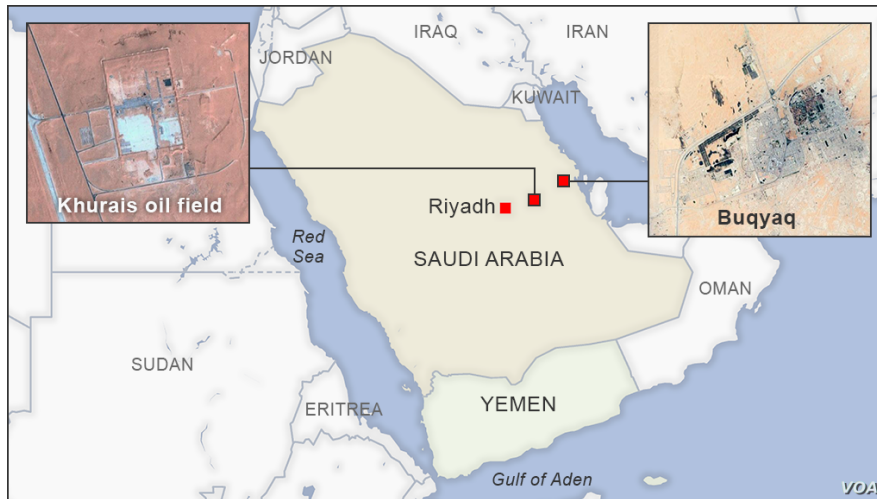 IRAQ
IRAN
JORDAN
KUWAIT
Khurais oil field
Buqyaq
Riyadh
Red
Sea
SAUDI ARABIA
OMAN
SUDAN
ERITREA
YEMEN
Gulf of Aden
VOA